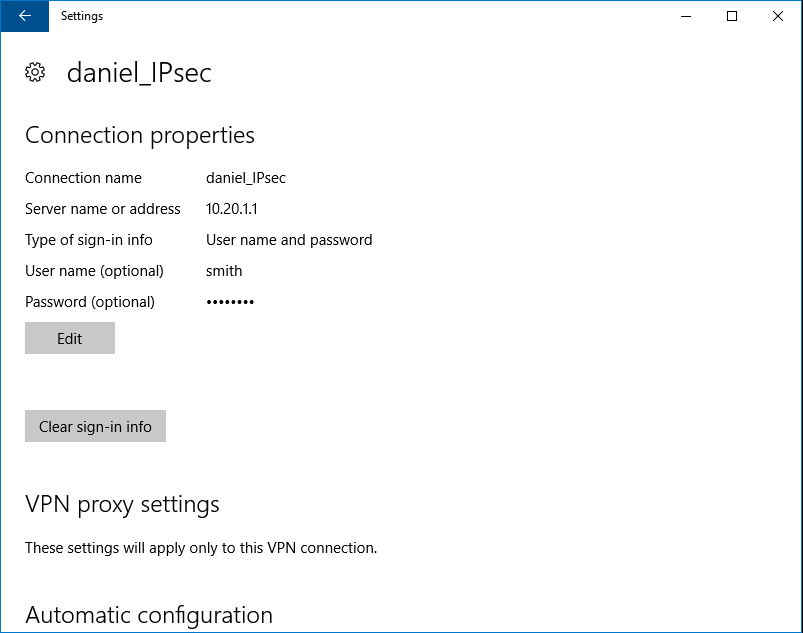 Settings
daniel_IPsec
Connection properties
Connection name daniel_IPsec
Server name or address 10.20.1.1
Type of sign-in info User name and password
User name (optional) smith
Password (optional) ••••••••
Edit
Clear sign-in info
VPN proxy settings
These settings will apply only to this VPN connection.
Automatic configuration